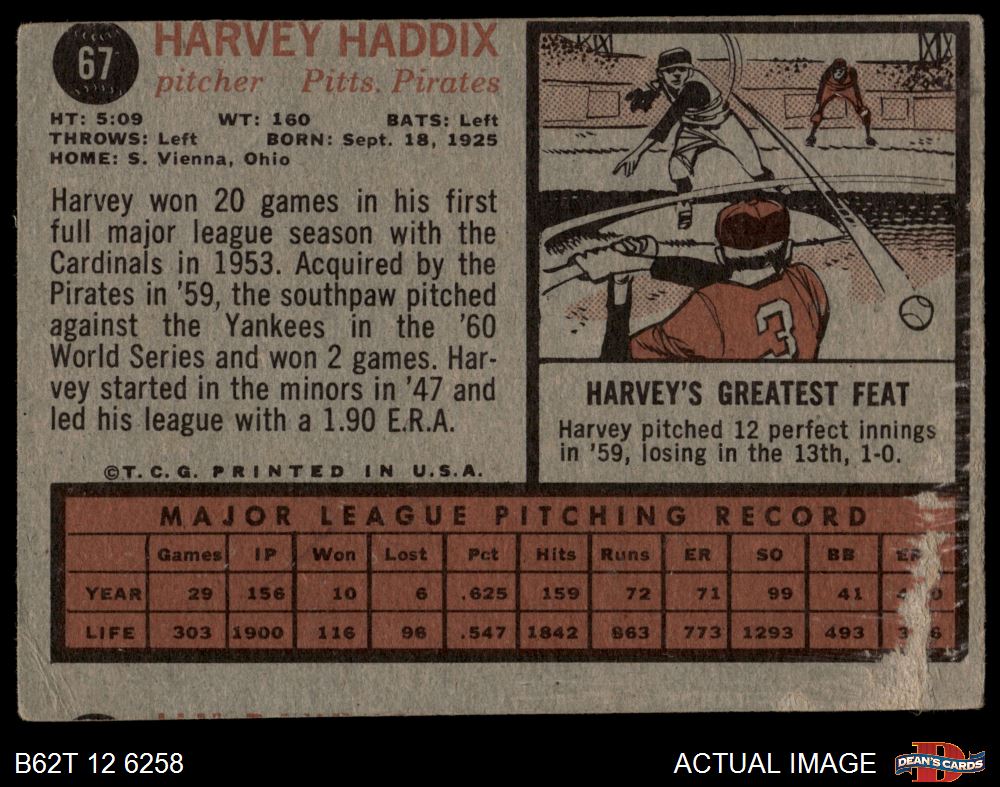 67
HARVEY HADDIX
pitcher Pitts. Pirates
HT: 5:09 WT: 160 BATS: Left
THROWS: Left BORN: Sept. 18, 1925
HOME: S. Vienna, Ohio
Harvey won 20 games in his first
full major league season with the
Cardinals in 1953. Acquired by the
Pirates in '59, the southpaw pitched
against the Yankees in the '60
World Series and won 2 games. Har-
vey started in the minors in '47 and
led his league with a 1.90 E.R.A.
©T.C.G. PRINTED IN U.S.A.
3
HARVEY'S GREATEST FEAT
Harvey pitched 12 perfect innings
in '59, losing in the 13th, 1-0.
MAJOR LEAGUE PITCHING RECORD
Games IP Won Lost Pct Hits Runs ER SO BB
YEAR 29 156 10 6 .625 159 72 71 99 41
LIFE 303 1900 116 96 .547 1842 863 773 1293 493
B62T 12 6258
ACTUAL IMAGE
DEAN'S CARDS